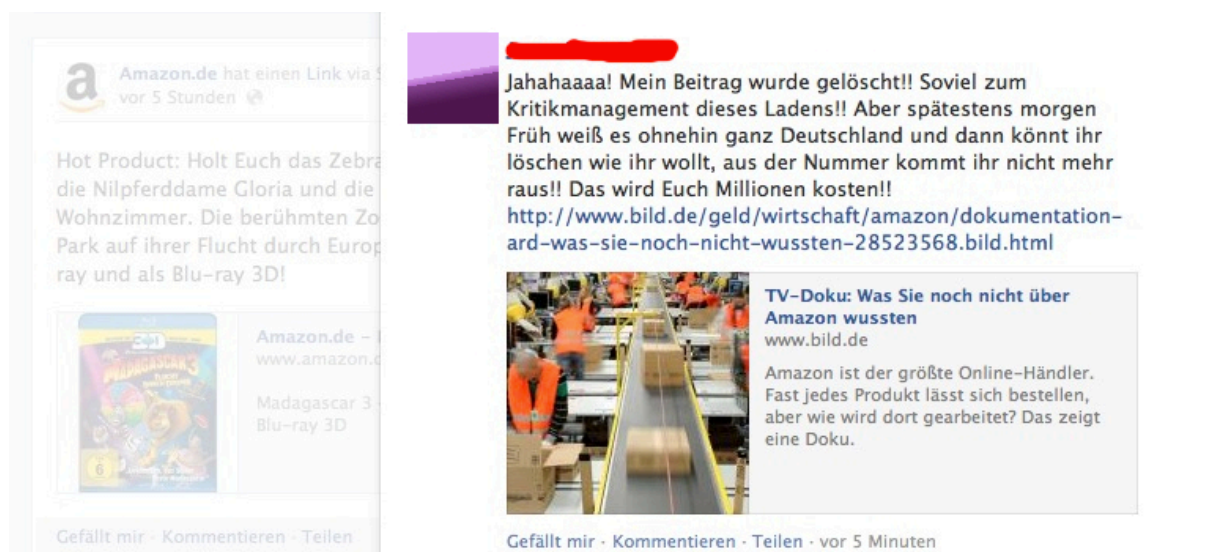 Amazon.de hat einen Link via S
vor 5 Stunden
Hot Product: Holt Euch das Zebra
die Nilpferddame Gloria und die
Wohnzimmer. Die berühmten Zo
Park auf ihrer Flucht durch Europ
ray und als Blu-ray 3D!
MADAGASCAR 3
6
Amazon.de –
www.amazon.d
Madagascar 3
Blu-ray 3D
Gefällt mir · Kommentieren · Teilen
Jahahaaaa! Mein Beitrag wurde gelöscht!! Soviel zum
Kritikmanagement dieses Ladens!! Aber spätestens morgen
Früh weiß es ohnehin ganz Deutschland und dann könnt ihr
löschen wie ihr wollt, aus der Nummer kommt ihr nicht mehr
raus!! Das wird Euch Millionen kosten!!
http://www.bild.de/geld/wirtschaft/amazon/dokumentation-
ard-was-sie-noch-nicht-wussten-28523568.bild.html
TV-Doku: Was Sie noch nicht über
Amazon wussten
www.bild.de
Amazon ist der größte Online-Händler.
Fast jedes Produkt lässt sich bestellen,
aber wie wird dort gearbeitet? Das zeigt
eine Doku.
Gefällt mir · Kommentieren · Teilen · vor 5 Minuten